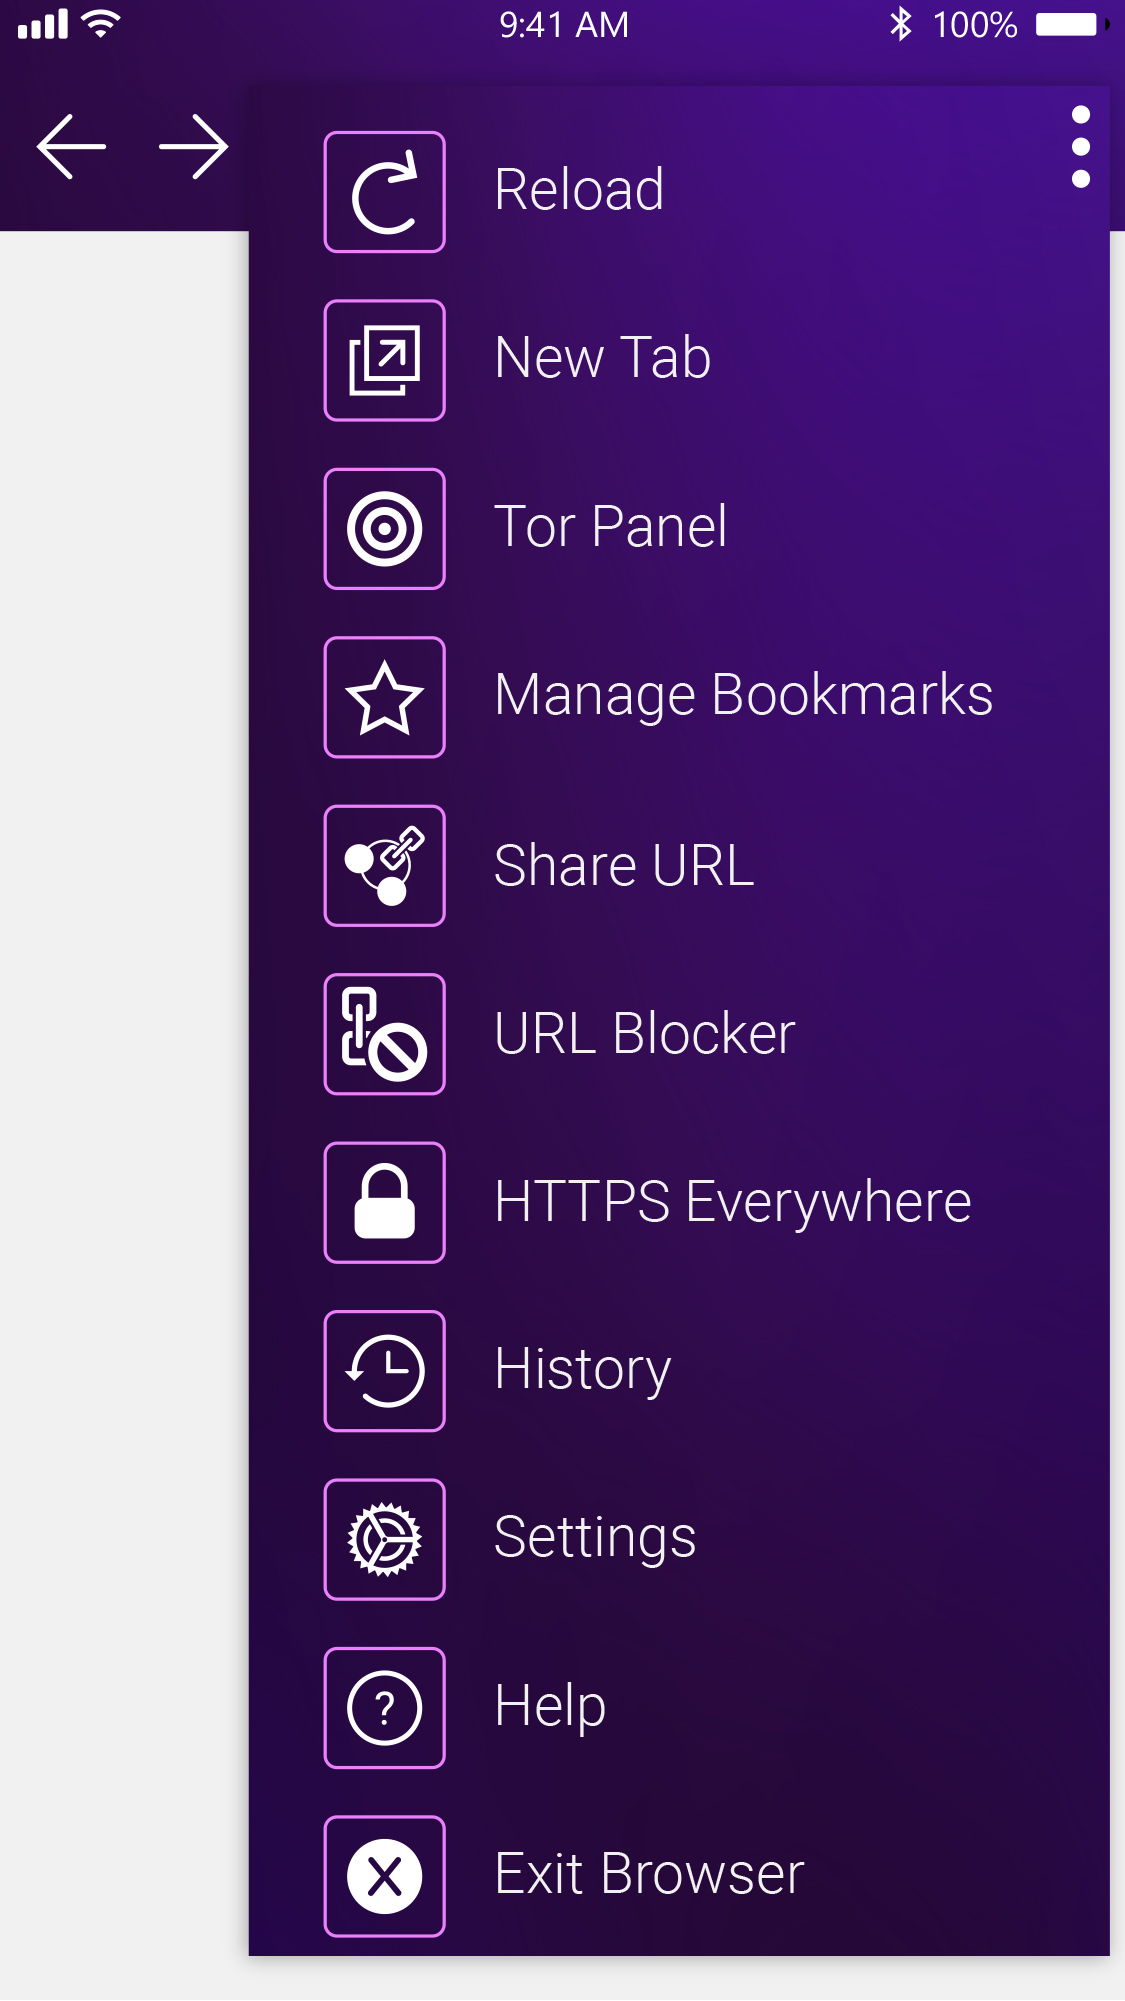 9:41 AM
100%
Reload
New Tab
Tor Panel
Manage Bookmarks
Share URL
URL Blocker
HTTPS Everywhere
History
Settings
?
Help
X
Exit Browser